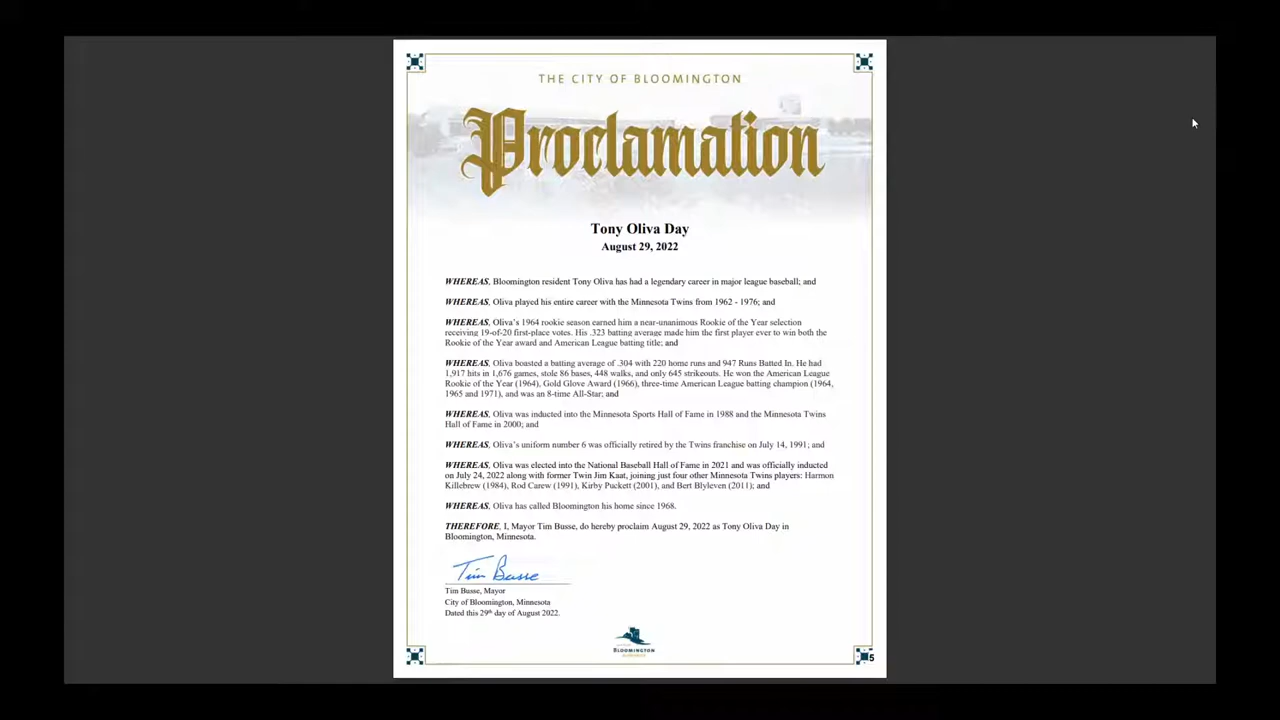 THE CITY OF BLOOMINGTON
Proclamation
Tony Oliva Day
August 29, 2022
WHEREAS, Bloomington resident Tony Oliva has had a legendary career in major league baseball; and
WHEREAS, Oliva played his entire career with the Minnesota Twins from 1962 - 1976; and
WHEREAS, Oliva's 1964 rookie season earned him a near-unanimous Rookie of the Year selection
receiving 19-of-20 first-place votes. His .323 batting average made him the first player ever to win both the
Rookie of the Year award and American League batting title; and
WHEREAS, Oliva boasted a batting average of .304 with 220 home runs and 947 Runs Batted In. He had
1,917 hits in 1,676 games, stole 86 bases, 448 walks, and only 645 strikeouts. He won the American League
Rookie of the Year (1964), Gold Glove Award (1966), three-time American League batting champion (1964,
1965 and 1971), and was an 8-time All-Star; and
WHEREAS, Oliva was inducted into the Minnesota Sports Hall of Fame in 1988 and the Minnesota Twins
Hall of Fame in 2000; and
WHEREAS, Oliva's uniform number 6 was officially retired by the Twins franchise on July 14, 1991; and
WHEREAS, Oliva was elected into the National Baseball Hall of Fame in 2021 and was officially inducted
on July 24, 2022 along with former Twin Jim Kaat, joining just four other Minnesota Twins players: Harmon
Killebrew (1984), Rod Carew (1991), Kirby Puckett (2001), and Bert Blyleven (2011); and
WHEREAS, Oliva has called Bloomington his home since 1968.
THEREFORE, I, Mayor Tim Busse, do hereby proclaim August 29, 2022 as Tony Oliva Day in
Bloomington, Minnesota.
Tim Busse
Tim Busse, Mayor
City of Bloomington, Minnesota
Dated this 29th day of August 2022.
BLOOMINGTON
5